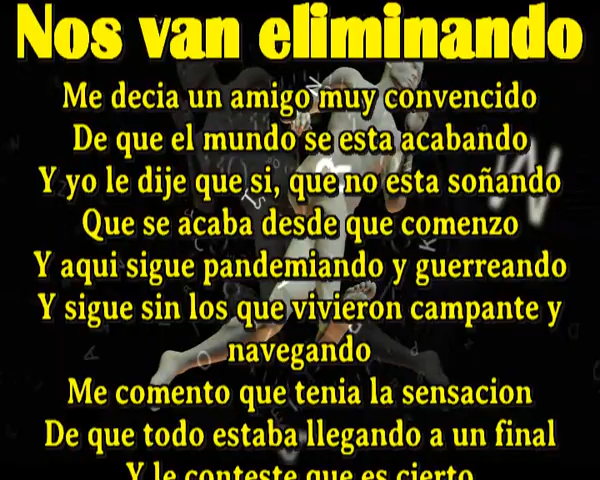 Nos van eliminando
Me decia un amigo muy convencido
De que el mundo se esta acabando
Y yo le dije que si, que no esta soñando
Que se acaba desde que comenzo
Y aqui sigue pandemiando y guerreando
Y sigue sin los que vivieron campante y
navegando
Me comento que tenia la sensacion
De que todo estaba llegando a un final
Y le conteste que es cierto